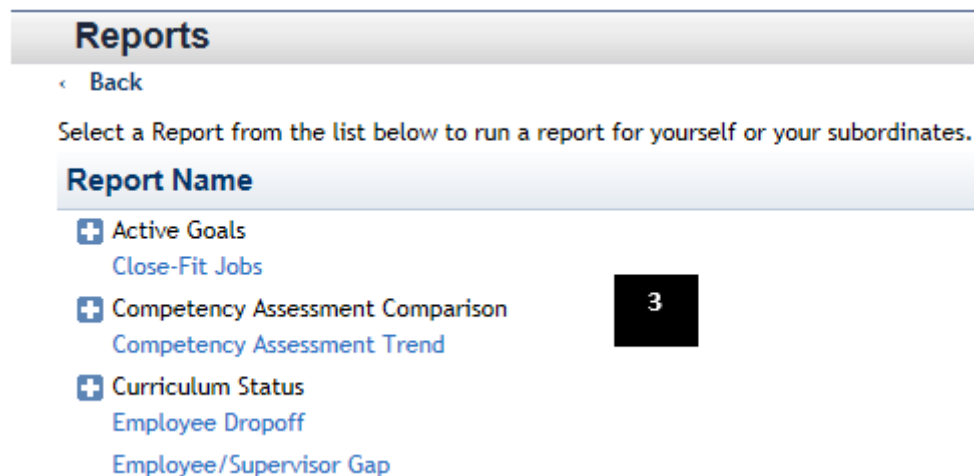 Reports
‹ Back
Select a Report from the list below to run a report for yourself or your subordinates.
Report Name
Active Goals
Close-Fit Jobs
Competency Assessment Comparison
3
Competency Assessment Trend
Curriculum Status
Employee Dropoff
Employee/Supervisor Gap